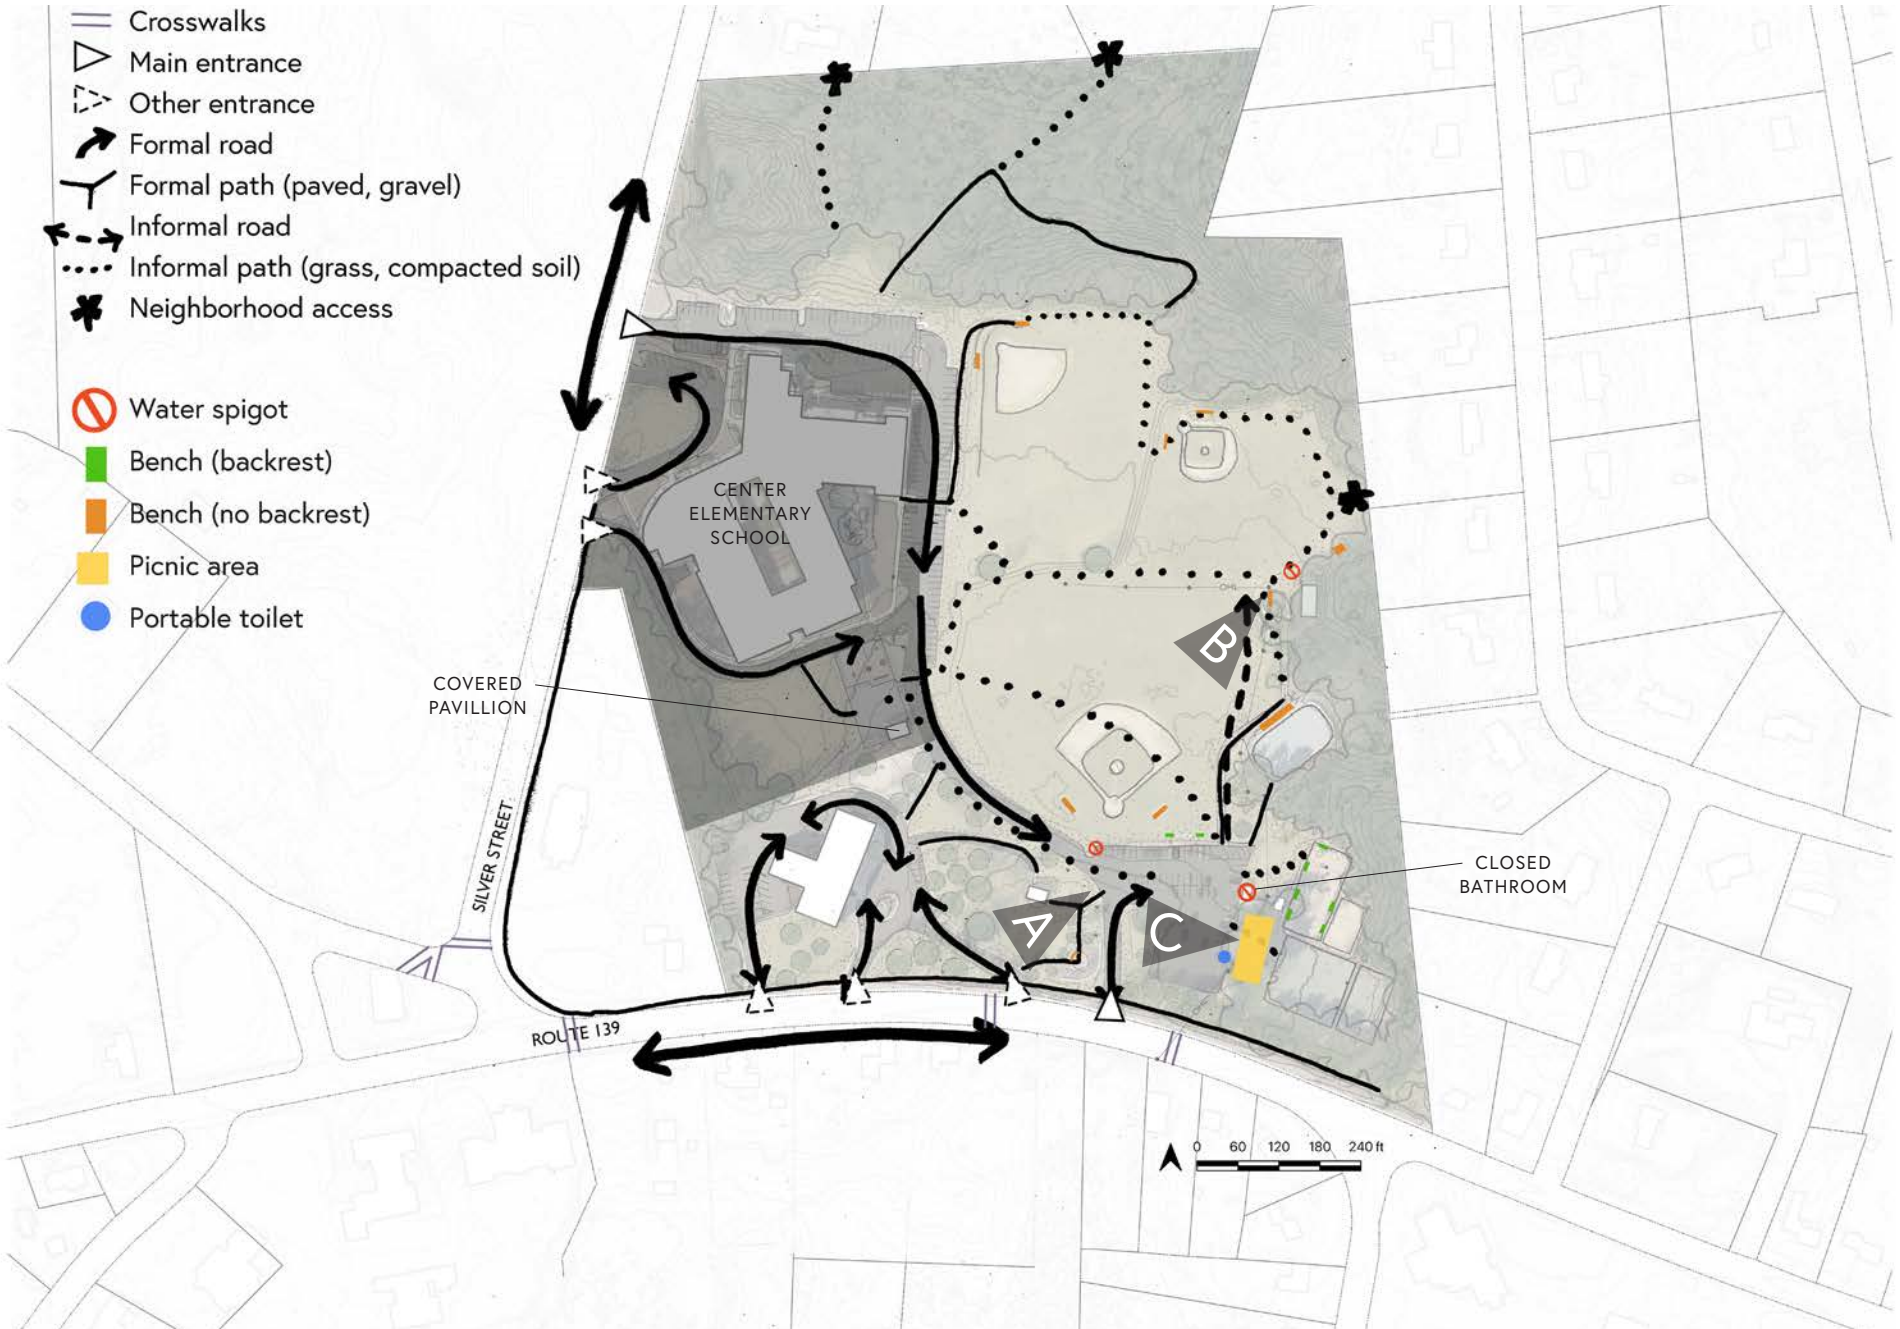 Crosswalks
Main entrance
Other entrance
Formal road
Formal path (paved, gravel)
Informal road
Informal path (grass, compacted soil)
Neighborhood access
Water spigot
Bench (backrest)
Bench (no backrest)
Picnic area
Portable toilet
CENTER
ELEMENTARY
SCHOOL
B
COVERED
PAVILLION
SILVER STREET
CLOSED
BATHROOM
A
C
ROUTE 139
0 60 120 180 240 ft